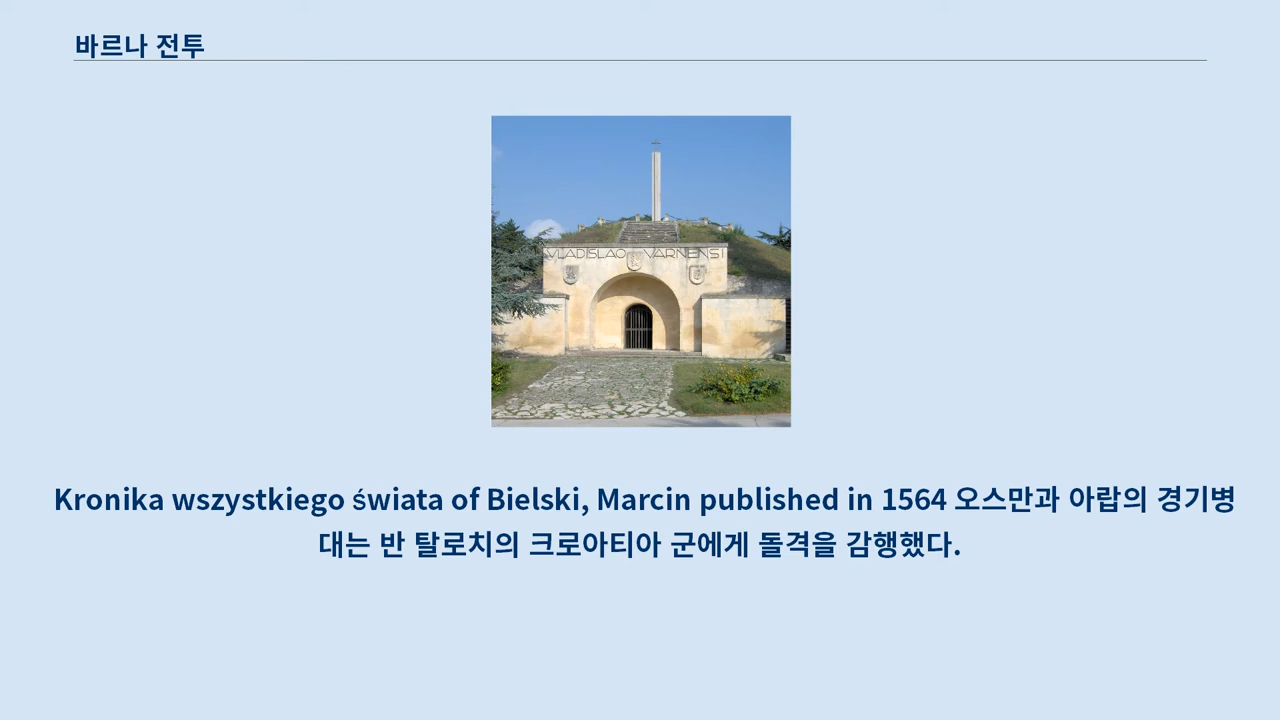 바르나 전투
VLADISLAO VARNENSI
Kronika wszystkiego świata of Bielski, Marcin published in 1564 오스만과 아랍의 경기병
대는 반 탈로치의 크로아티아 군에게 돌격을 감행했다.